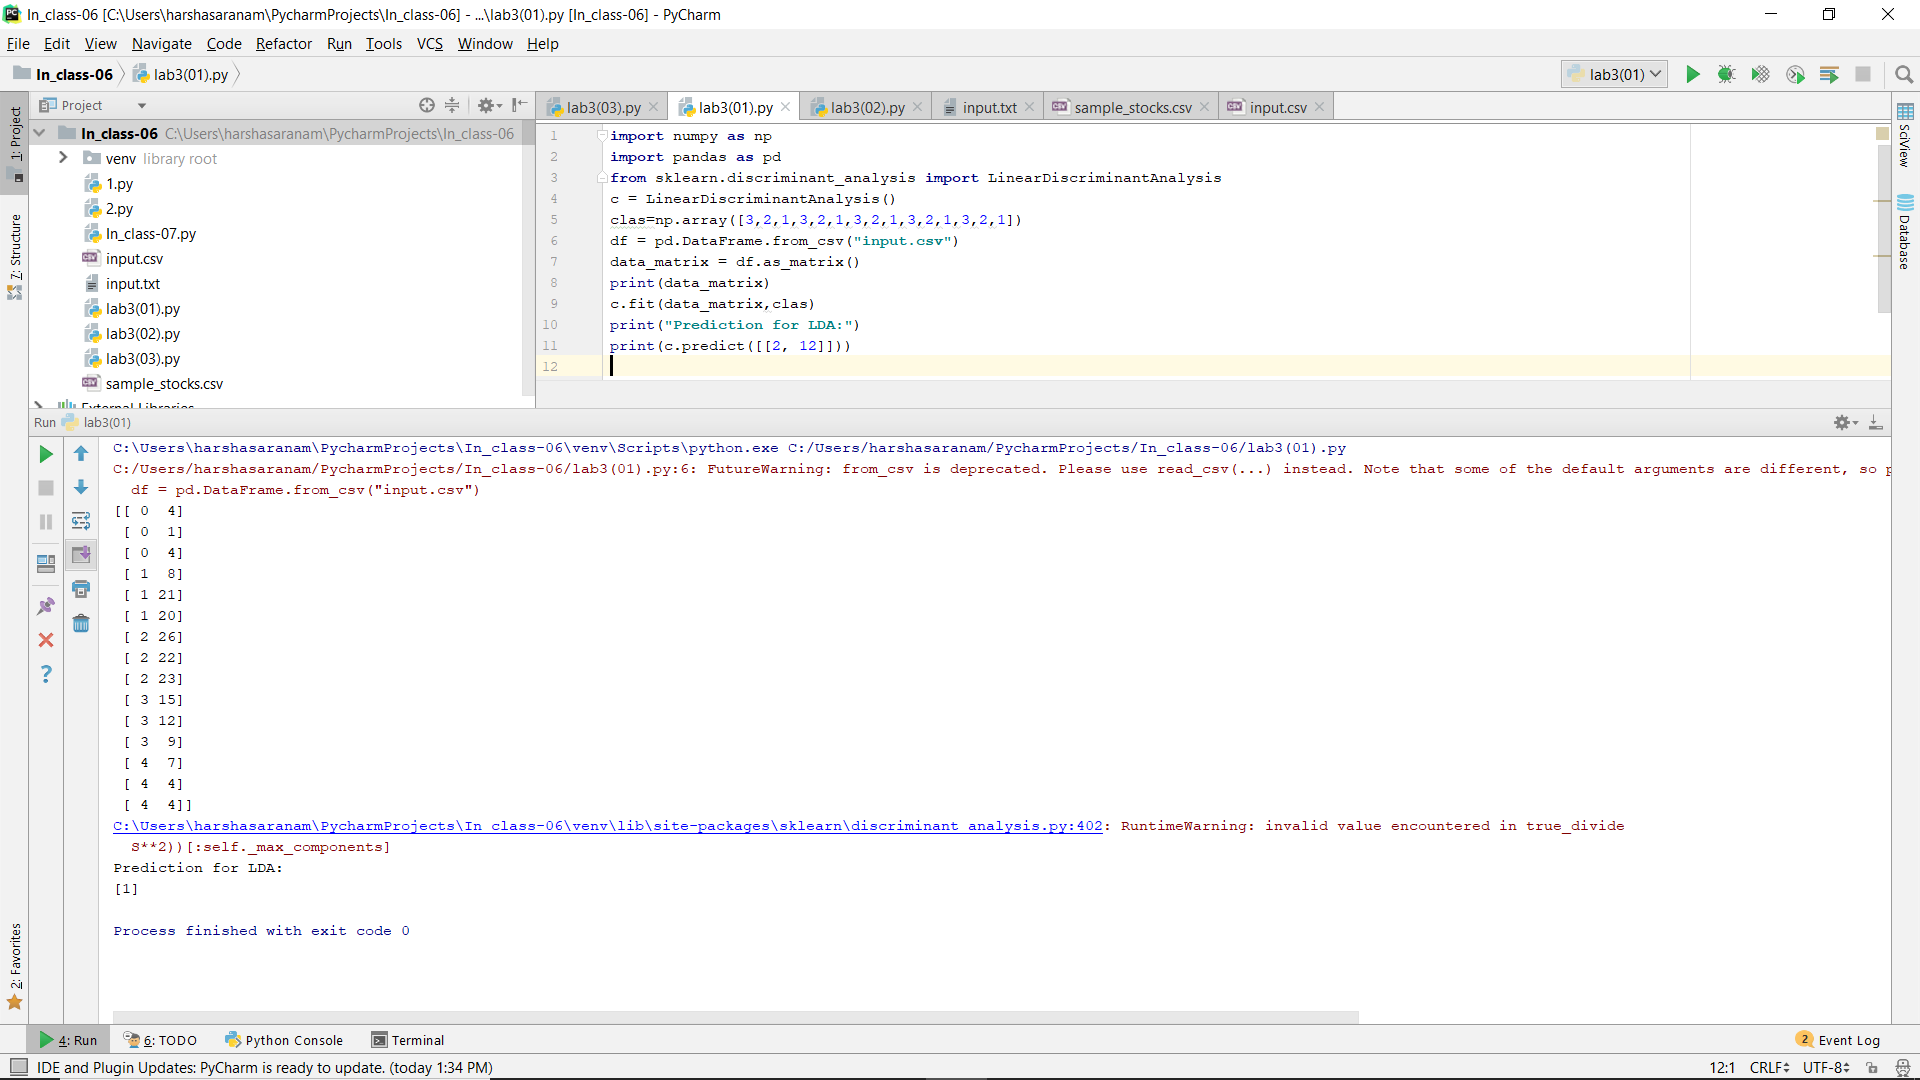 In_class-06 [C:\Users\harshasaranam\PycharmProjects\In_class-06] - ...\lab3(01).py [In_class-06] - PyCharm
File Edit View Navigate Code Refactor Run Tools VCS Window Help
In_class-06 lab3(01).py lab3(01)
Project lab3(03).py lab3(01).py lab3(02).py input.txt sample_stocks.csv input.csv
1: Project
7: Structure
2: Favorites
In_class-06 C:\Users\harshasaranam\PycharmProjects\In_class-06
venv library root
1.py
2.py
In_class-07.py
input.csv
input.txt
lab3(01).py
lab3(02).py
lab3(03).py
sample_stocks.csv
External Libraries
1 import numpy as np
2 import pandas as pd
3 from sklearn.discriminant_analysis import LinearDiscriminantAnalysis
4 c = LinearDiscriminantAnalysis()
5 clas=np.array([3,2,1,3,2,1,3,2,1,3,2,1,3,2,1])
6 df = pd.DataFrame.from_csv("input.csv")
7 data_matrix = df.as_matrix()
8 print(data_matrix)
9 c.fit(data_matrix,clas)
10 print("Prediction for LDA:")
11 print(c.predict([[2, 12]]))
12
SciView
Database
Run lab3(01)
C:\Users\harshasaranam\PycharmProjects\In_class-06\venv\Scripts\python.exe C:/Users/harshasaranam/PycharmProjects/In_class-06/lab3(01).py
C:/Users/harshasaranam/PycharmProjects/In_class-06/lab3(01).py:6: FutureWarning: from_csv is deprecated. Please use read_csv(...) instead. Note that some of the default arguments are different, so p
df = pd.DataFrame.from_csv("input.csv")
[[ 0 4]
[ 0 1]
[ 0 4]
[ 1 8]
[ 1 21]
[ 1 20]
[ 2 26]
[ 2 22]
[ 2 23]
[ 3 15]
[ 3 12]
[ 3 9]
[ 4 7]
[ 4 4]
[ 4 4]]
C:\Users\harshasaranam\PycharmProjects\In_class-06\venv\lib\site-packages\sklearn\discriminant_analysis.py:402: RuntimeWarning: invalid value encountered in true_divide
S**2))[:self._max_components]
Prediction for LDA:
[1]
Process finished with exit code 0
4: Run 6: TODO Python Console Terminal 2 Event Log
IDE and Plugin Updates: PyCharm is ready to update. (today 1:34 PM) 12:1 CRLF UTF-8